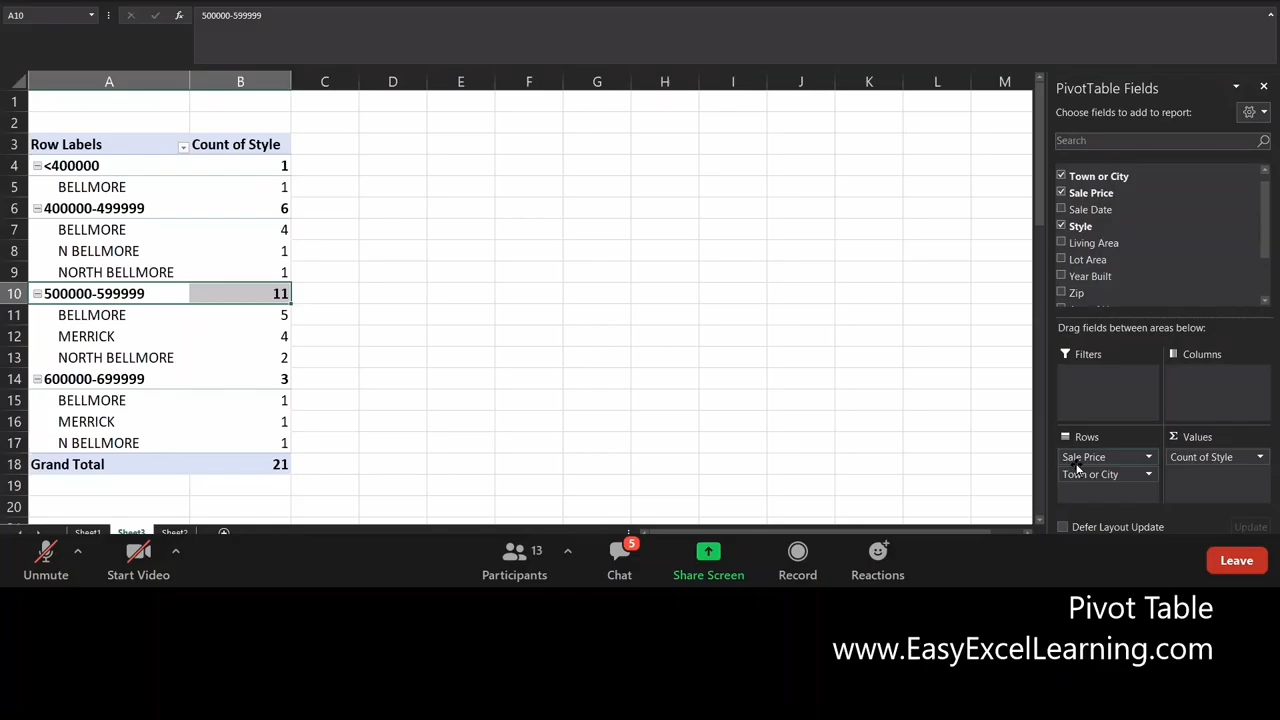 A10
fx
500000-599999
A B C D E F G H I J K L M
1
2
3 Row Labels Count of Style
4 <400000 1
5 BELLMORE 1
6 400000-499999 6
7 BELLMORE 4
8 N BELLMORE 1
9 NORTH BELLMORE 1
10 500000-599999 11
11 BELLMORE 5
12 MERRICK 4
13 NORTH BELLMORE 2
14 600000-699999 3
15 BELLMORE 1
16 MERRICK 1
17 N BELLMORE 1
18 Grand Total 21
19
20
Sheet1 Sheet3 Sheet2
PivotTable Fields
Choose fields to add to report:
Search
Town or City
Sale Price
Sale Date
Style
Living Area
Lot Area
Year Built
Zip
Drag fields between areas below:
Filters Columns
Rows Σ Values
Sale Price Count of Style
Town or City
Defer Layout Update Update
13 5
Unmute Start Video Participants Chat Share Screen Record Reactions Leave
Pivot Table
www.EasyExcelLearning.com